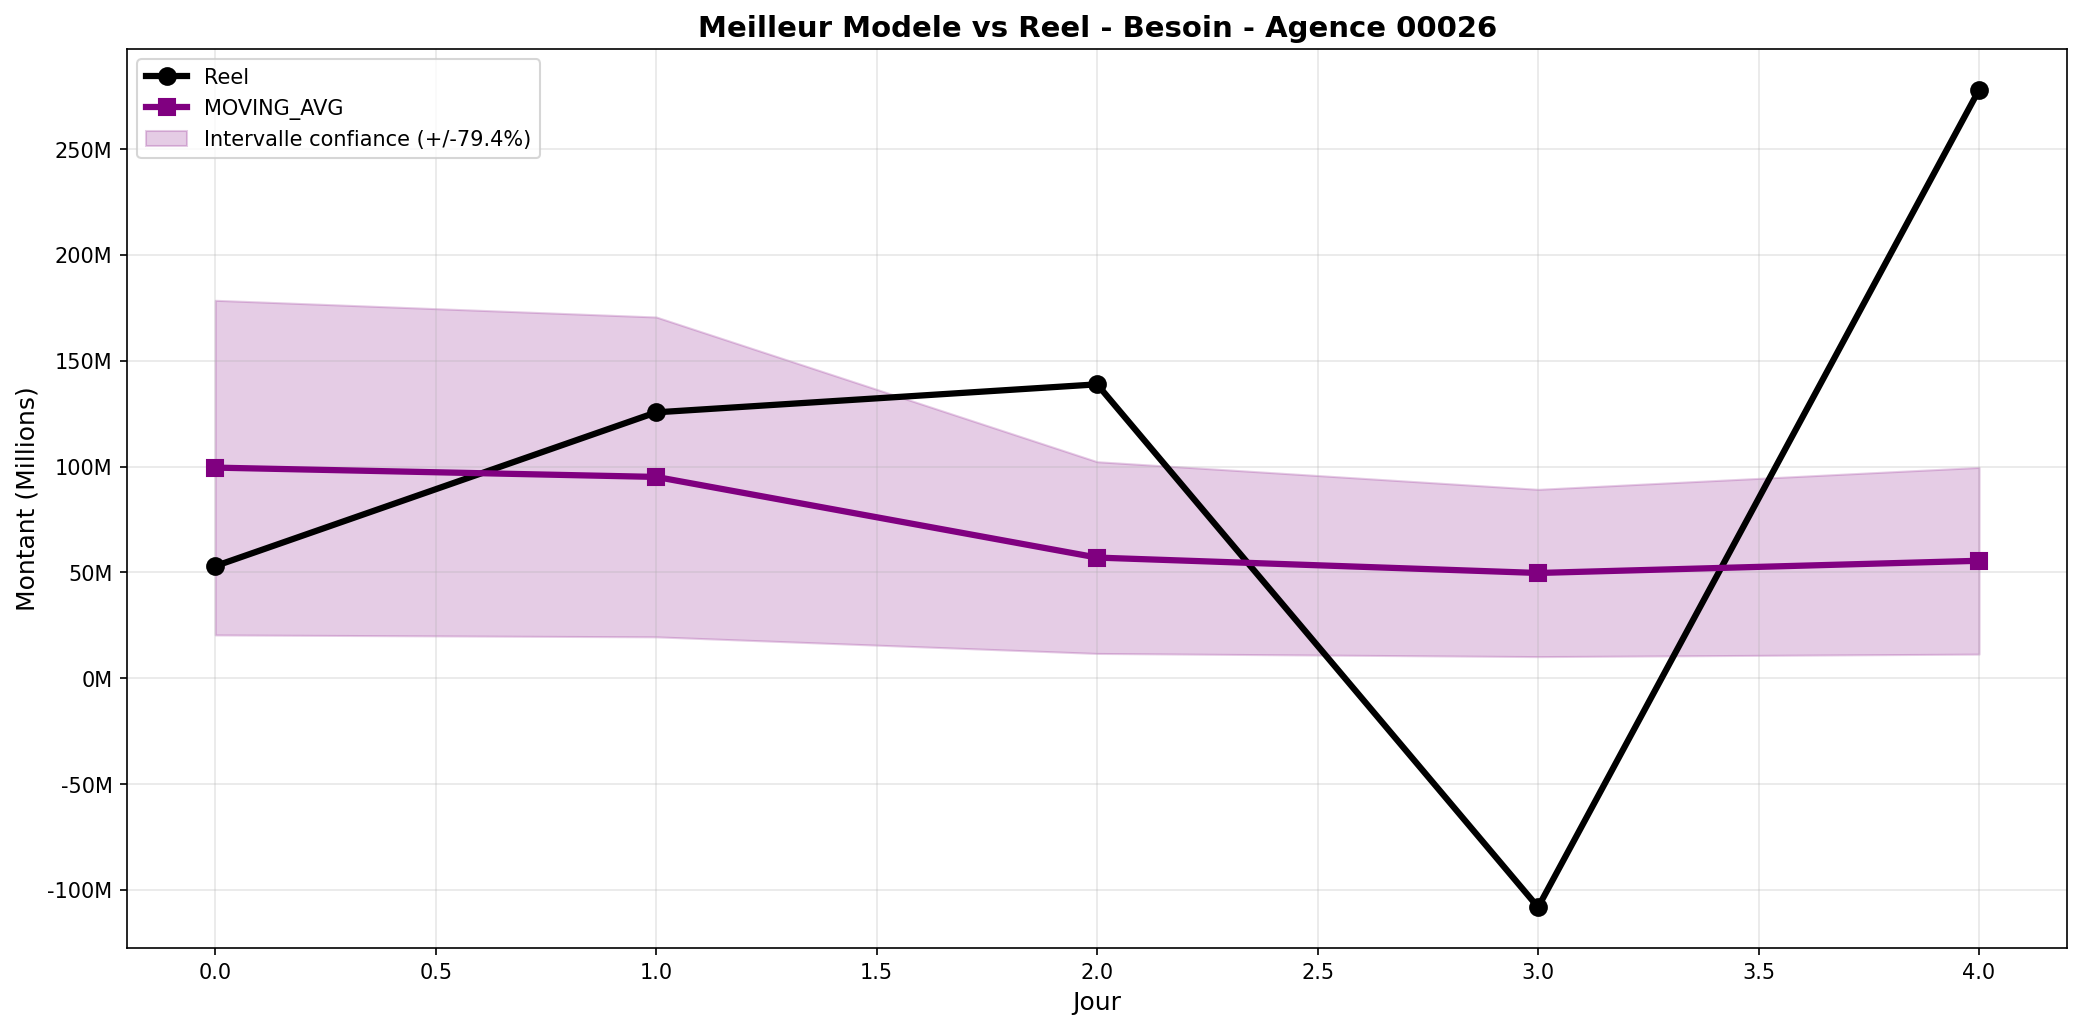 Meilleur Modele vs Reel - Besoin - Agence 00026
Reel
MOVING_AVG
Intervalle confiance (+/-79.4%)
Montant (Millions)
250M
200M
150M
100M
50M
0M
-50M
-100M
0.0 0.5 1.0 1.5 2.0 2.5 3.0 3.5 4.0
Jour